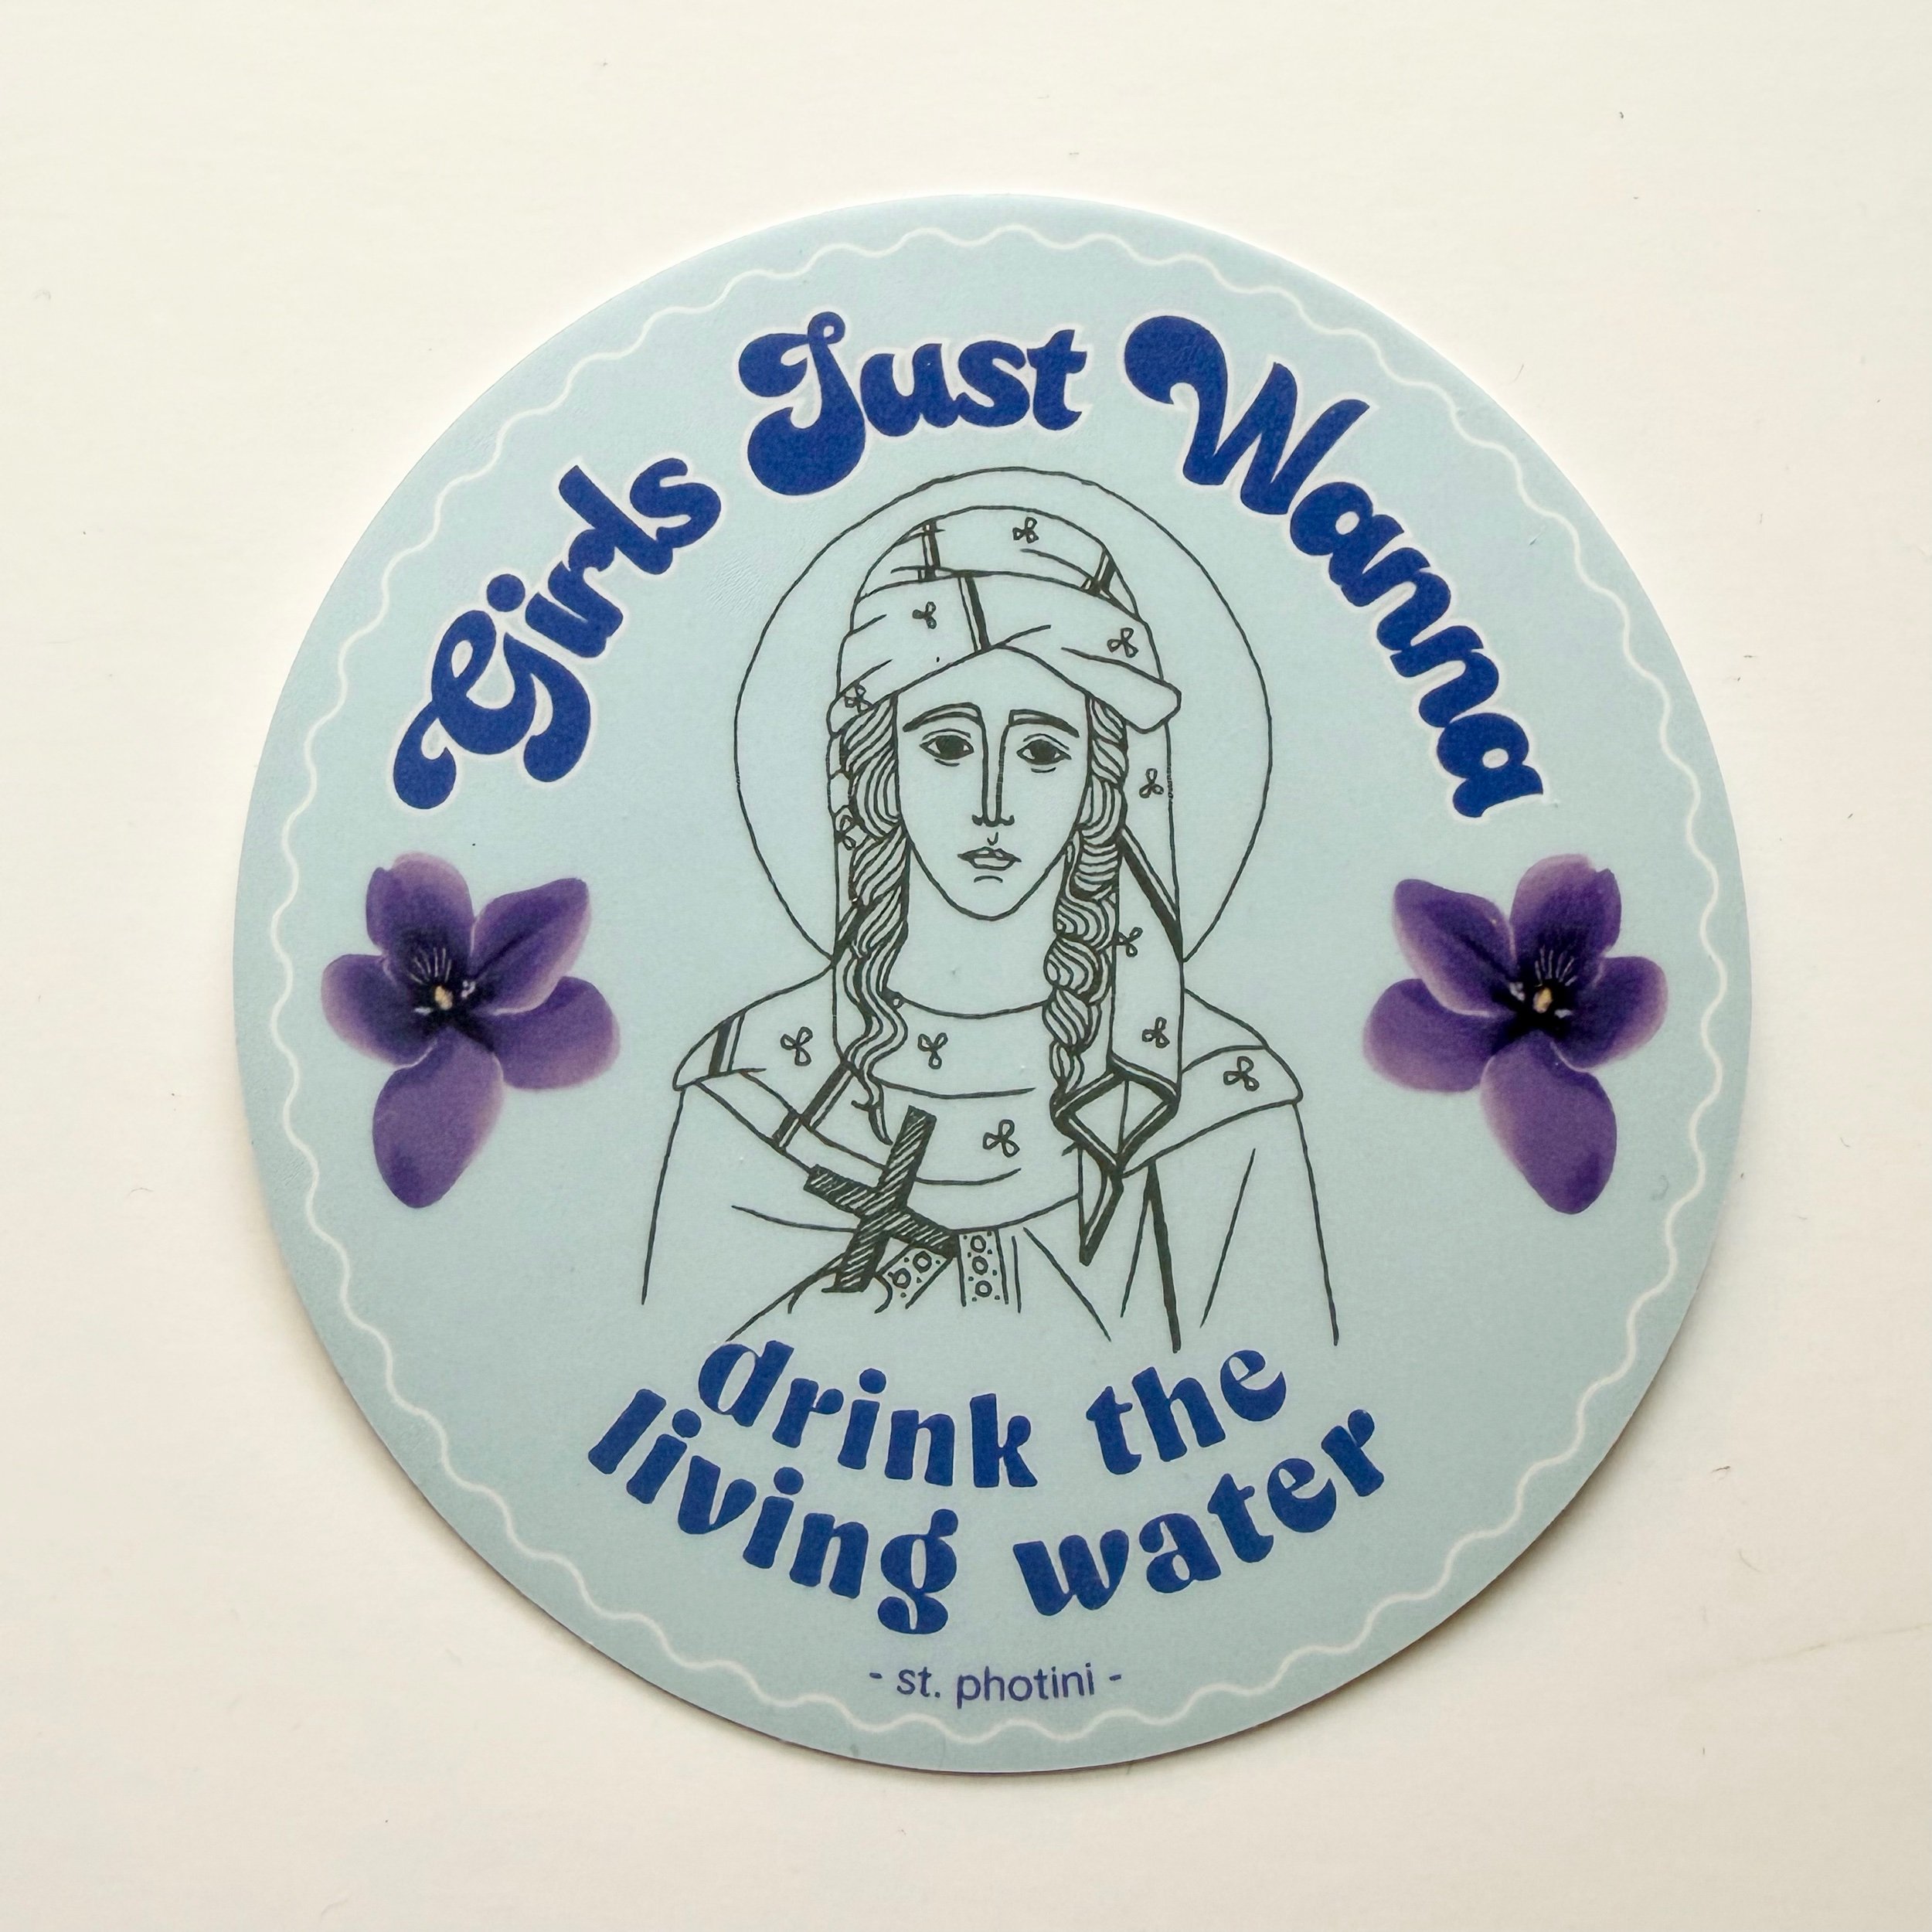 Girls Just Wanna
drink the
living water
- st. photini -